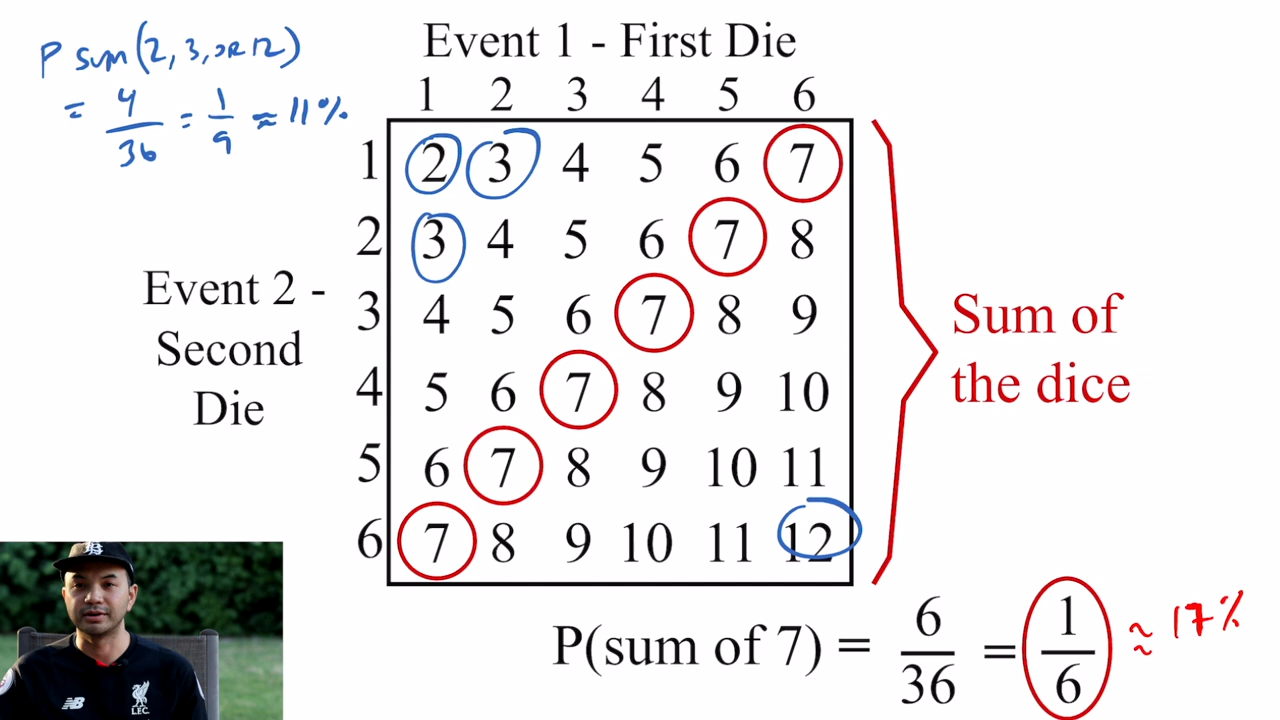 P sum(2, 3, or 12)
= 4/36 = 1/9 ≈ 11%
Event 1 - First Die
1 2 3 4 5 6
1 2 3 4 5 6 7
2 3 4 5 6 7 8
3 4 5 6 7 8 9
4 5 6 7 8 9 10
5 6 7 8 9 10 11
6 7 8 9 10 11 12
Event 2 -
Second
Die
Sum of
the dice
P(sum of 7) = 6/36 = 1/6 ≈ 17%
NB
L.F.C.